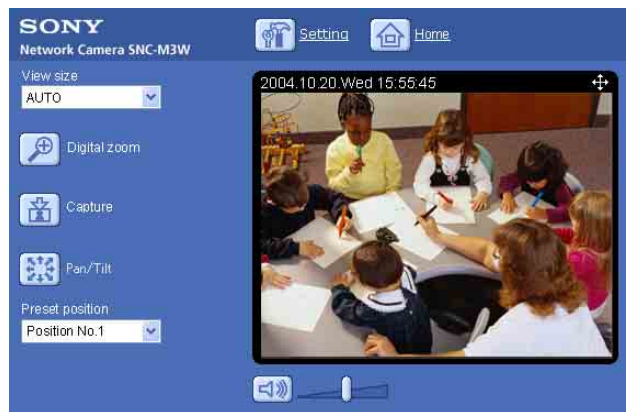 SONY
Network Camera SNC-M3W
Setting
Home
View size
AUTO
Digital zoom
Capture
Pan/Tilt
Preset position
Position No.1
2004.10.20.Wed 15:55:45